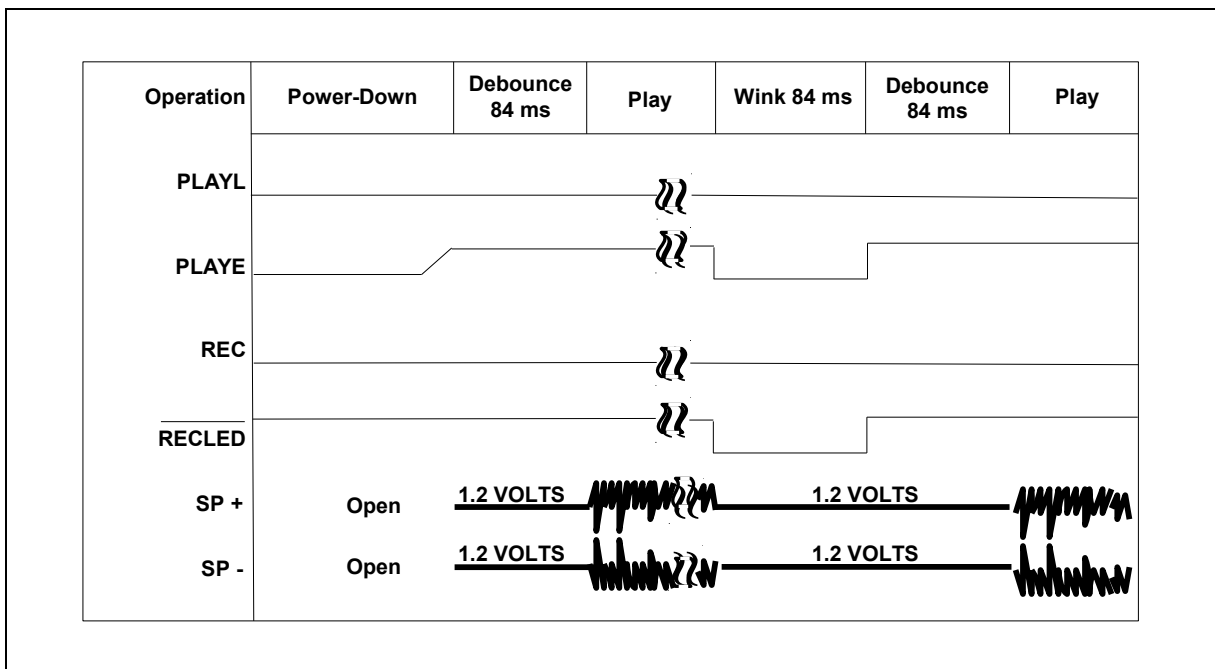 Operation Power-Down Debounce 84 ms Play Wink 84 ms Debounce 84 ms Play
PLAYL
PLAYE
REC
RECLED
SP + Open 1.2 VOLTS 1.2 VOLTS
SP - Open 1.2 VOLTS 1.2 VOLTS